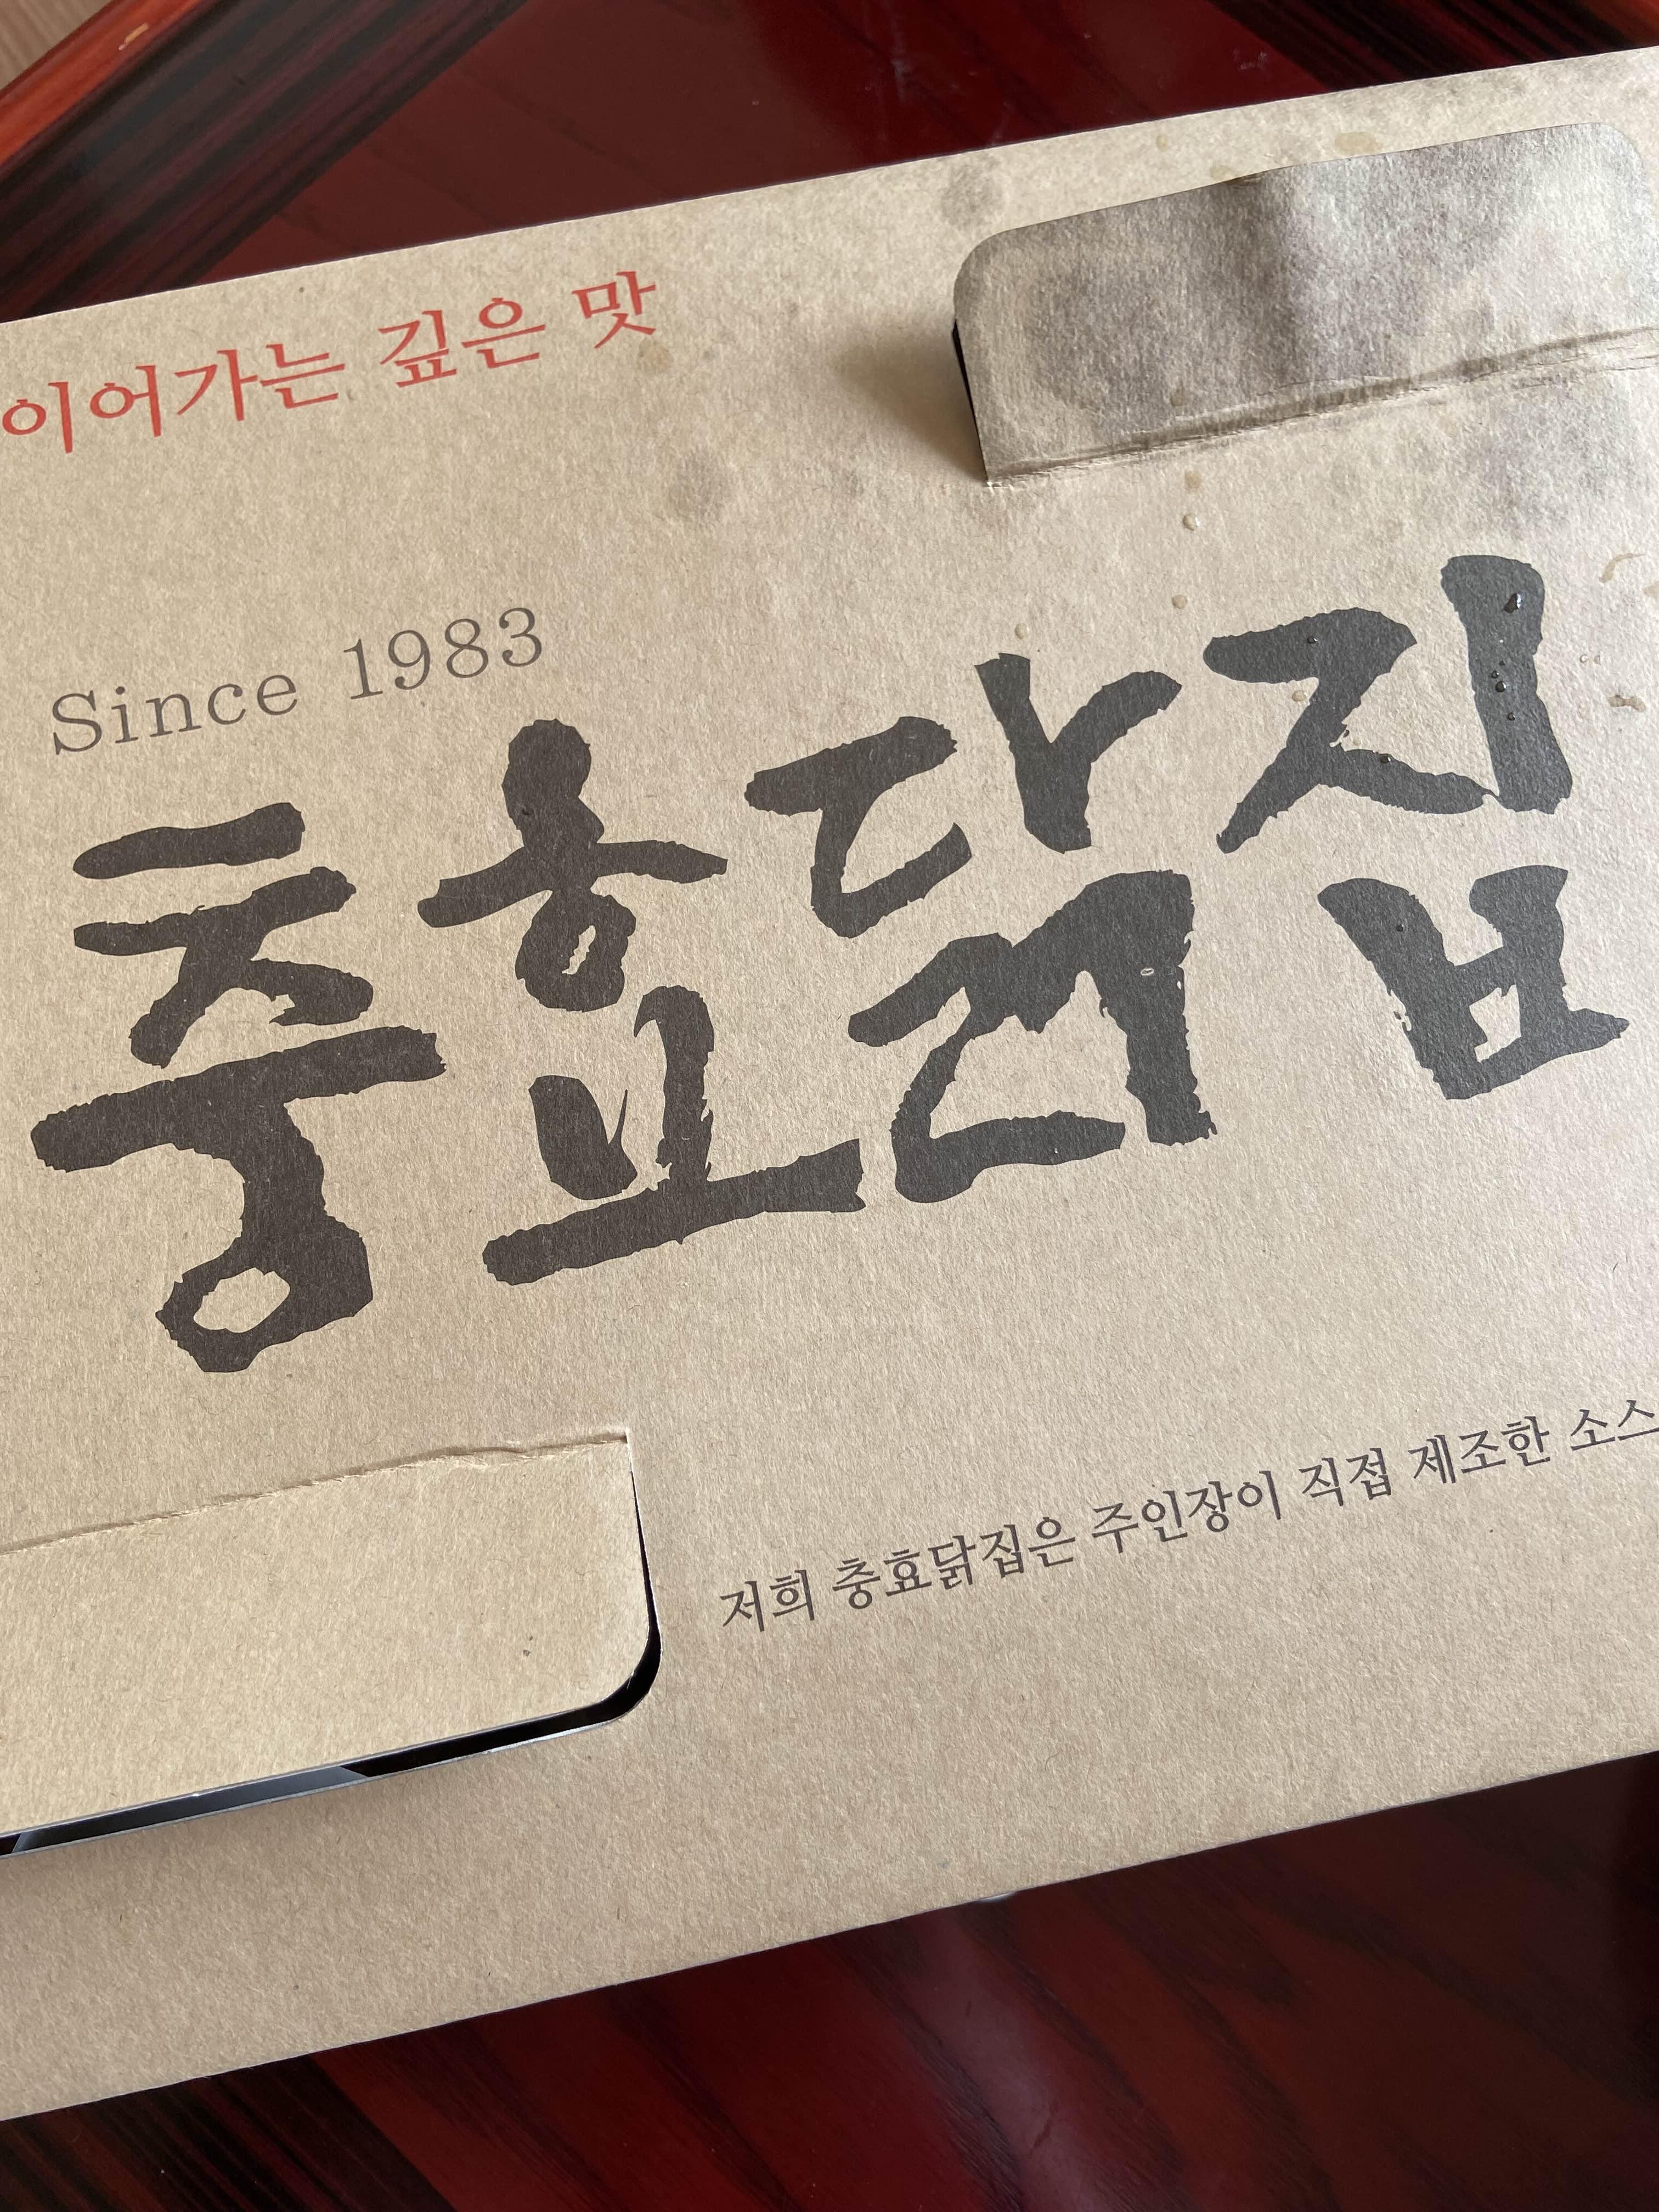 이어가는 깊은 맛
Since 1983
충효닭집
저희 충효닭집은 주인장이 직접 제조한 소스